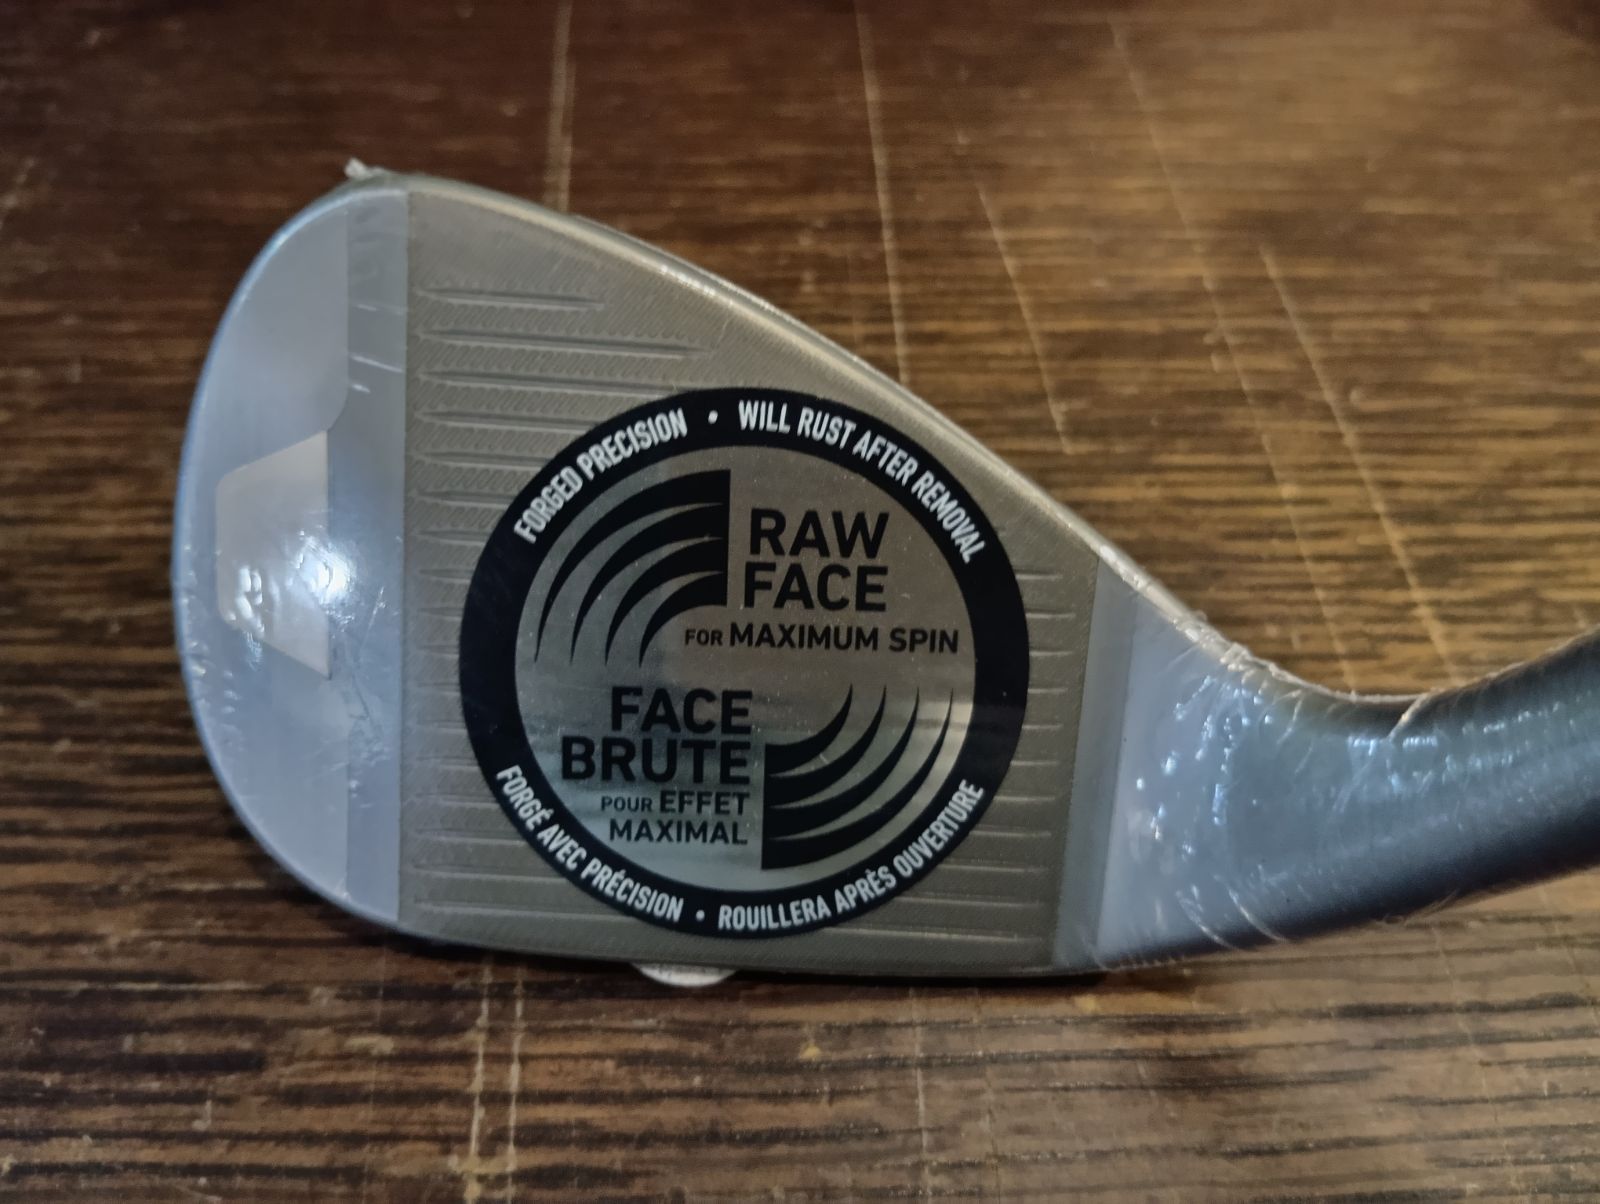 FORGED PRECISION • WILL RUST AFTER REMOVAL
RAW
FACE
FOR MAXIMUM SPIN
FACE
BRUTE
POUR EFFET
MAXIMAL
FORGÉ AVEC PRÉCISION • ROUILLERA APRÈS OUVERTURE